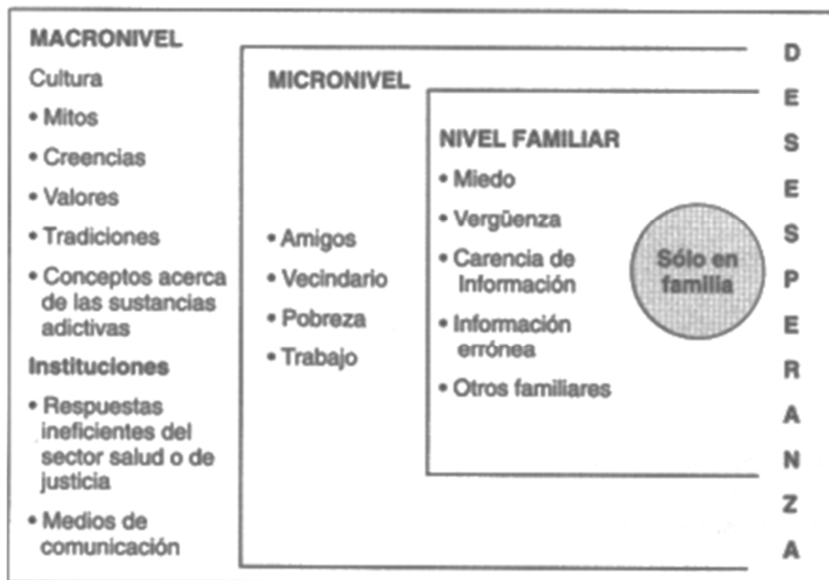 MACRONIVEL
Cultura
• Mitos
• Creencias
• Valores
• Tradiciones
• Conceptos acerca
de las sustancias
adictivas
Instituciones
• Respuestas
ineficientes del
sector salud o de
justicia
• Medios de
comunicación
MICRONIVEL
• Amigos
• Vecindario
• Pobreza
• Trabajo
NIVEL FAMILIAR
• Miedo
• Vergüenza
• Carencia de
Información
• Información
errónea
• Otros familiares
Sólo en
familia
D
E
S
E
S
P
E
R
A
N
Z
A